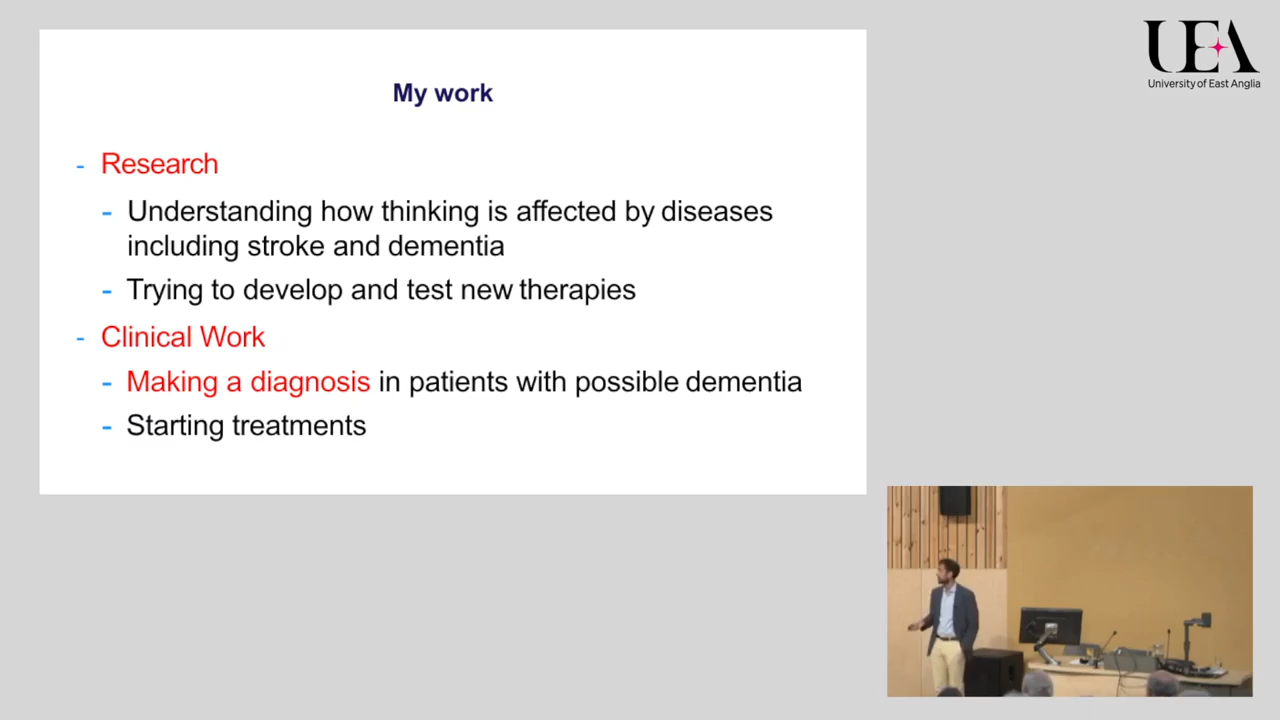 My work
- Research
- Understanding how thinking is affected by diseases
including stroke and dementia
- Trying to develop and test new therapies
- Clinical Work
- Making a diagnosis in patients with possible dementia
- Starting treatments
UEA
University of East Anglia